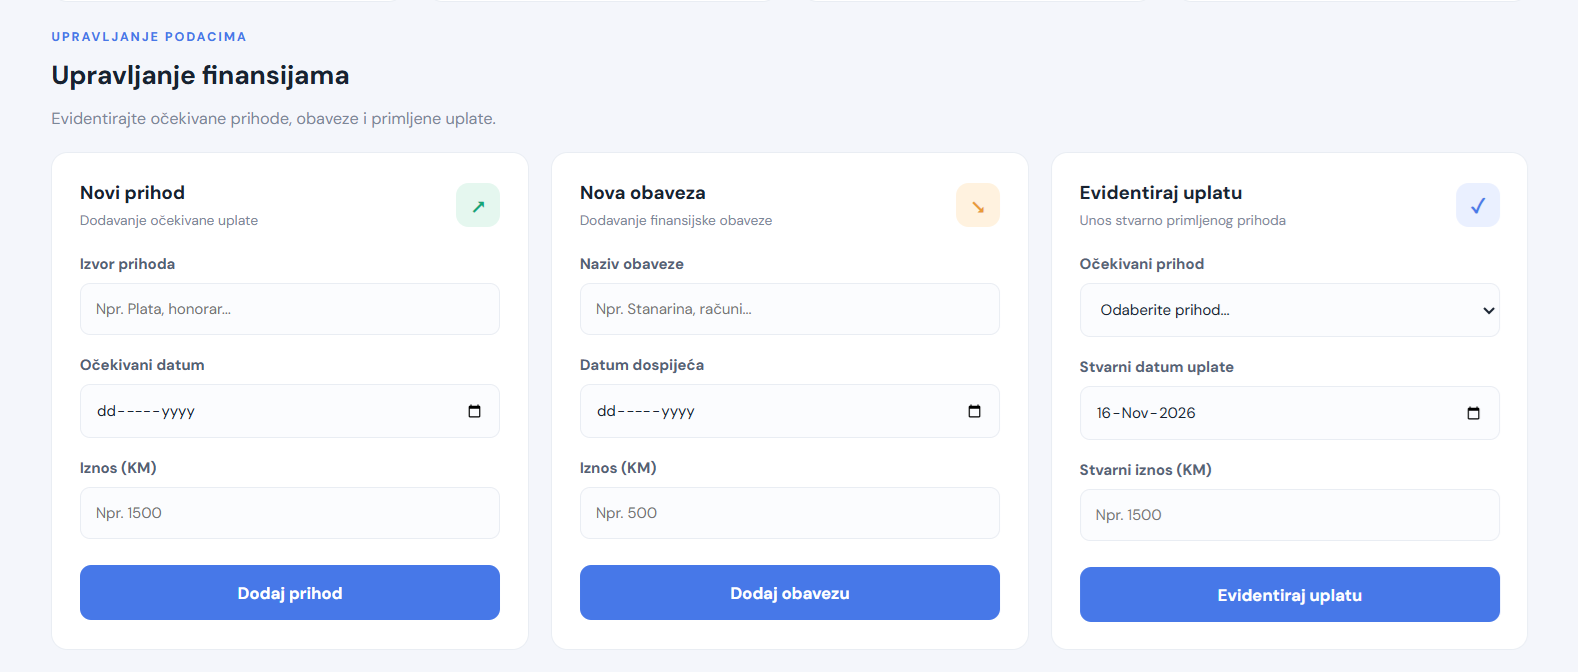 UPRAVLJANJE PODACIMA
Upravljanje finansijama
Evidentirajte očekivane prihode, obaveze i primljene uplate.
Novi prihod
Dodavanje očekivane uplate
Izvor prihoda
Npr. Plata, honorar...
Očekivani datum
dd-----yyyy
Iznos (KM)
Npr. 1500
Dodaj prihod
Nova obaveza
Dodavanje finansijske obaveze
Naziv obaveze
Npr. Stanarina, računi...
Datum dospijeća
dd-----yyyy
Iznos (KM)
Npr. 500
Dodaj obavezu
Evidentiraj uplatu
Unos stvarno primljenog prihoda
Očekivani prihod
Odaberite prihod...
Stvarni datum uplate
16-Nov-2026
Stvarni iznos (KM)
Npr. 1500
Evidentiraj uplatu